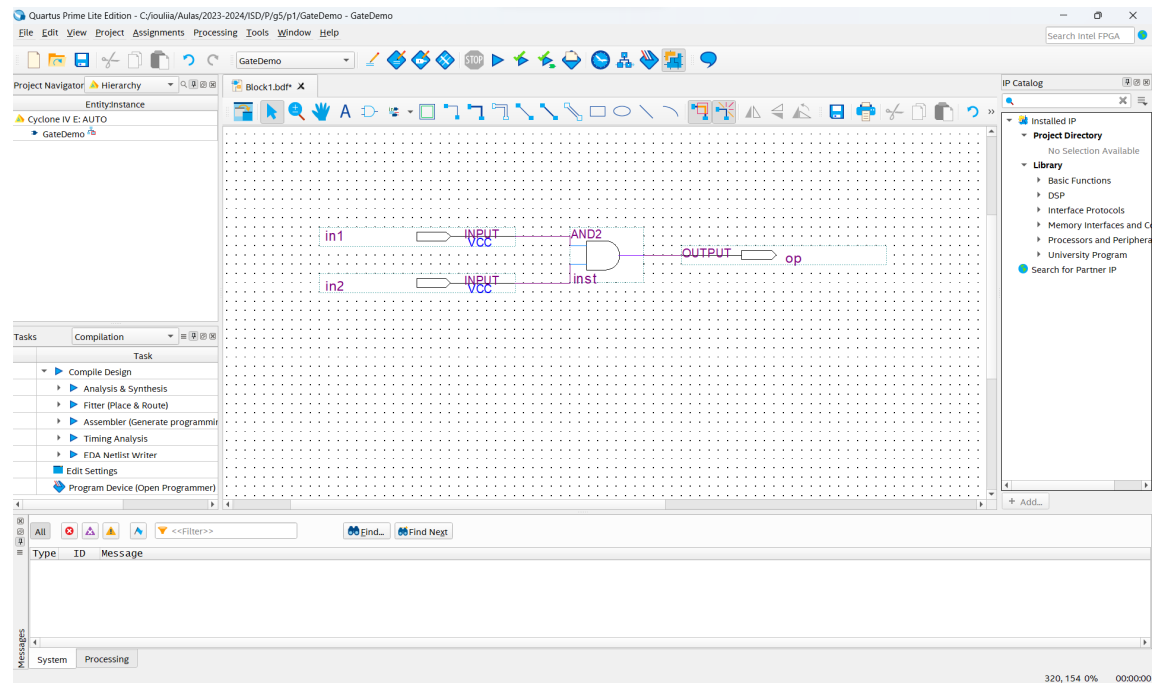 Quartus Prime Lite Edition - C:/iouliia/Aulas/2023-2024/ISD/P/g5/p1/GateDemo - GateDemo
File Edit View Project Assignments Processing Tools Window Help
Search Intel FPGA
GateDemo
STOP
Project Navigator Hierarchy
Block1.bdf*
IP Catalog
Entity:Instance
Cyclone IV E: AUTO
GateDemo
A
Installed IP
Project Directory
No Selection Available
Library
Basic Functions
DSP
Interface Protocols
Memory Interfaces and Co
Processors and Periphera
University Program
Search for Partner IP
in1
INPUT
VCC
AND2
OUTPUT
op
in2
INPUT
VCC
inst
Tasks Compilation
Task
Compile Design
Analysis & Synthesis
Fitter (Place & Route)
Assembler (Generate programmin
Timing Analysis
EDA Netlist Writer
Edit Settings
Program Device (Open Programmer)
+ Add...
All
<<Filter>>
Find...
Find Next
Type ID Message
Messages
System Processing
320, 154 0% 00:00:00